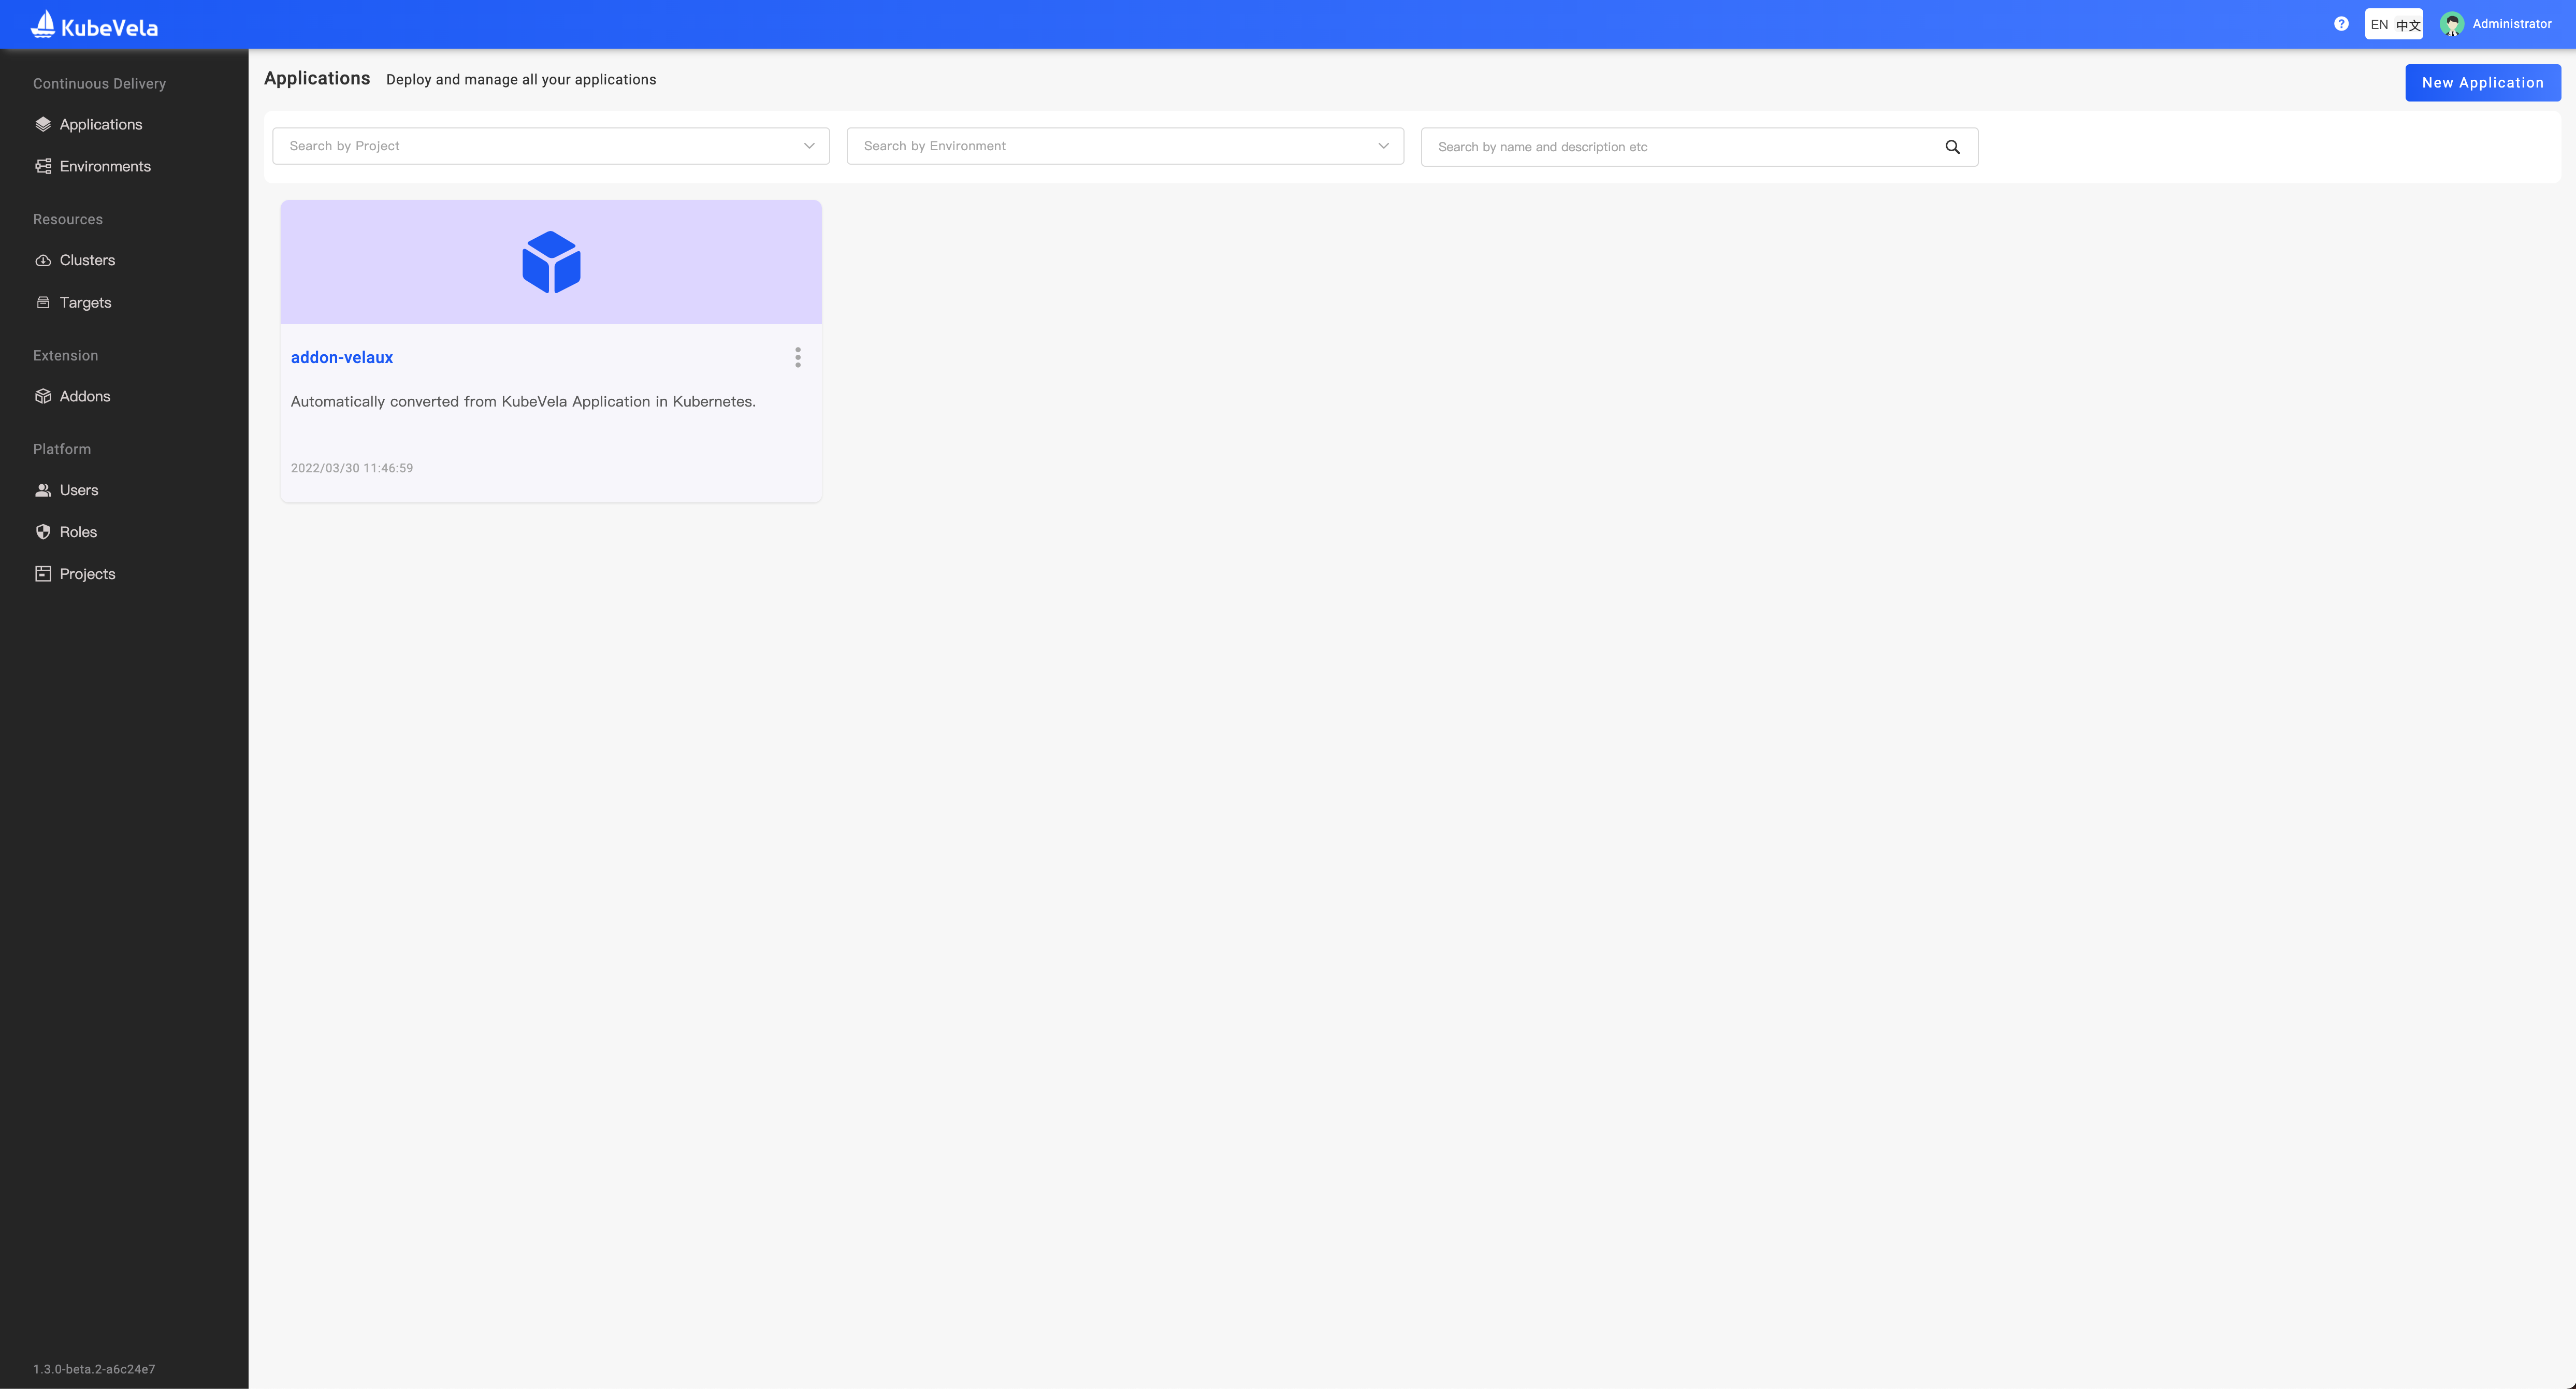 KubeVela
EN 中文
Administrator
Continuous Delivery
Applications
Environments
Resources
Clusters
Targets
Extension
Addons
Platform
Users
Roles
Projects
1.3.0-beta.2-a6c24e7
Applications Deploy and manage all your applications
New Application
Search by Project
Search by Environment
Search by name and description etc
addon-velaux
Automatically converted from KubeVela Application in Kubernetes.
2022/03/30 11:46:59